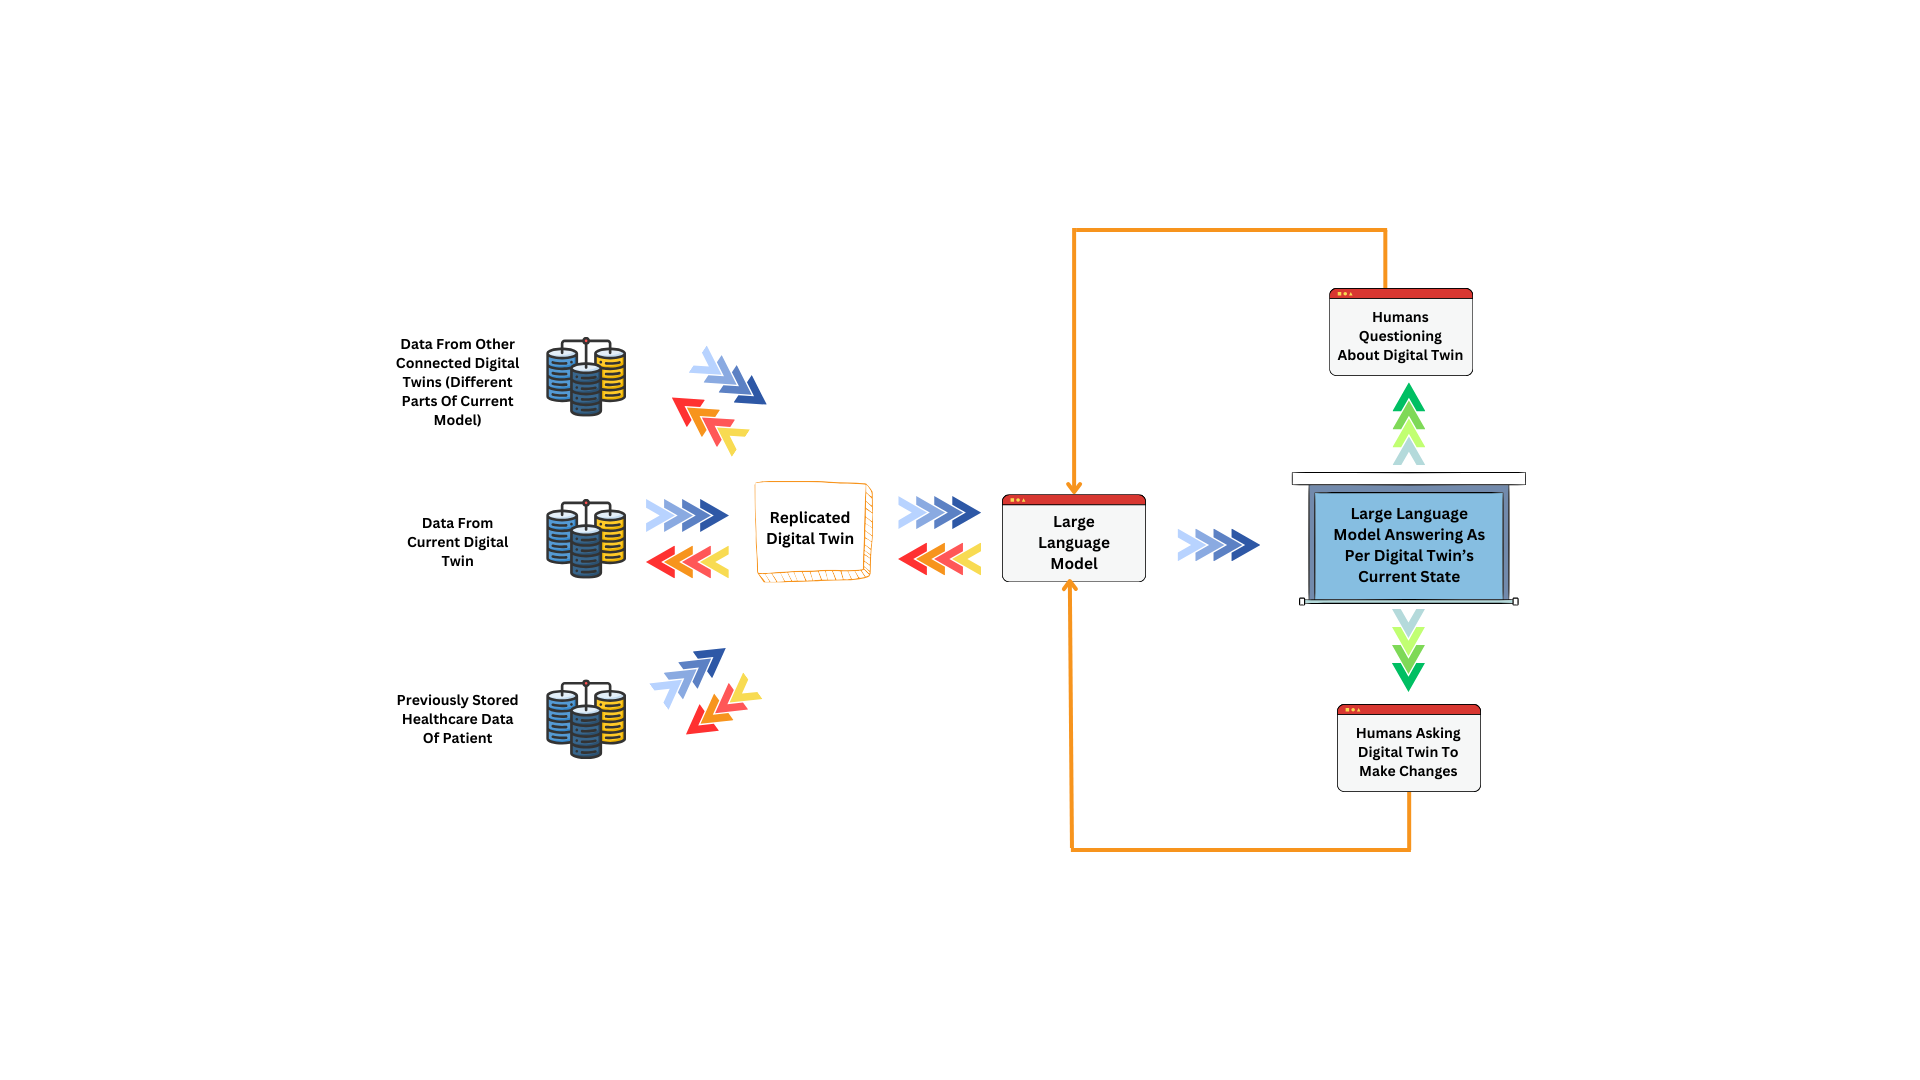 Data From Other
Connected Digital
Twins (Different
Parts Of Current
Model)
Data From
Current Digital
Twin
Previously Stored
Healthcare Data
Of Patient
Replicated
Digital Twin
Large
Language
Model
Humans
Questioning
About Digital Twin
Large Language
Model Answering As
Per Digital Twin's
Current State
Humans Asking
Digital Twin To
Make Changes